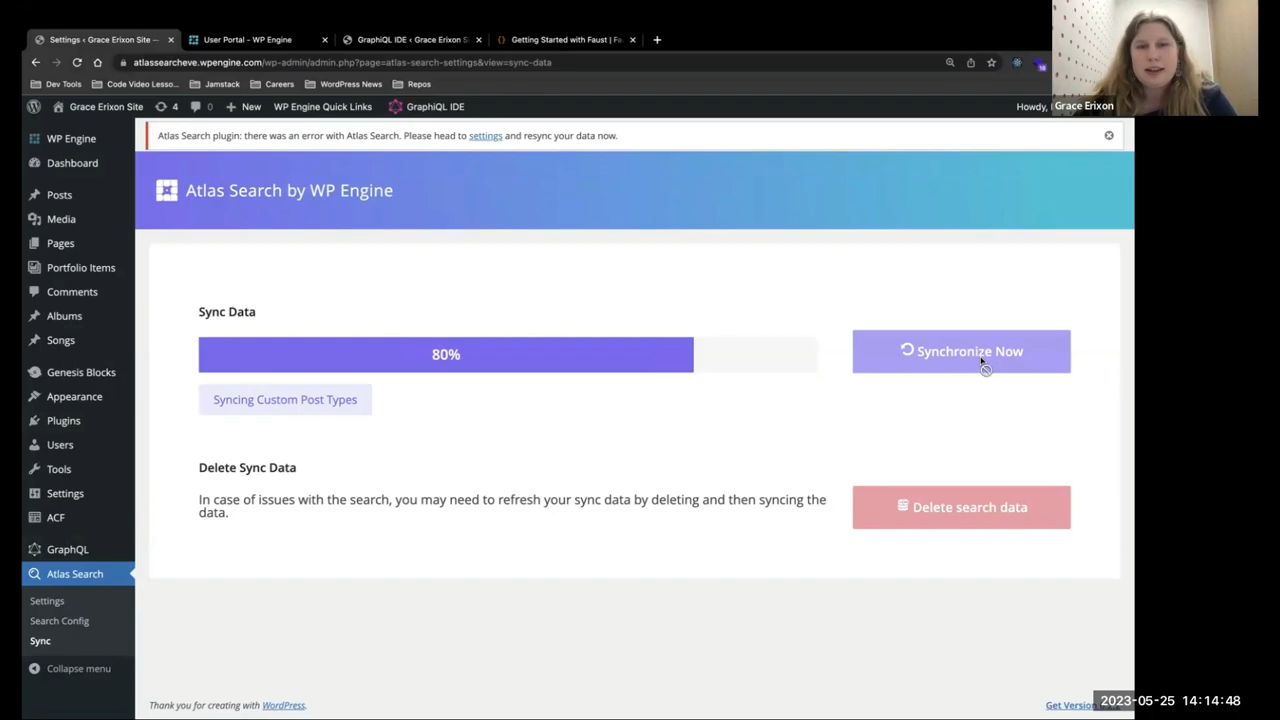 Settings ‹ Grace Erixon Site —
User Portal - WP Engine
GraphiQL IDE ‹ Grace Erixon S
Getting Started with Faust | Fa
atlassearcheve.wpengine.com/wp-admin/admin.php?page=atlas-search-settings&view=sync-data
Dev Tools
Code Video Lesso...
Jamstack
Careers
WordPress News
Repos
Grace Erixon Site
4
0
New
WP Engine Quick Links
GraphiQL IDE
Howdy,
Grace Erixon
WP Engine
Dashboard
Posts
Media
Pages
Portfolio Items
Comments
Albums
Songs
Genesis Blocks
Appearance
Plugins
Users
Tools
Settings
ACF
GraphQL
Atlas Search
Settings
Search Config
Sync
Collapse menu
Atlas Search plugin: there was an error with Atlas Search. Please head to settings and resync your data now.
Atlas Search by WP Engine
Sync Data
80%
Synchronize Now
Syncing Custom Post Types
Delete Sync Data
In case of issues with the search, you may need to refresh your sync data by deleting and then syncing the
data.
Delete search data
Thank you for creating with WordPress.
Get Version
2023-05-25 14:14:48